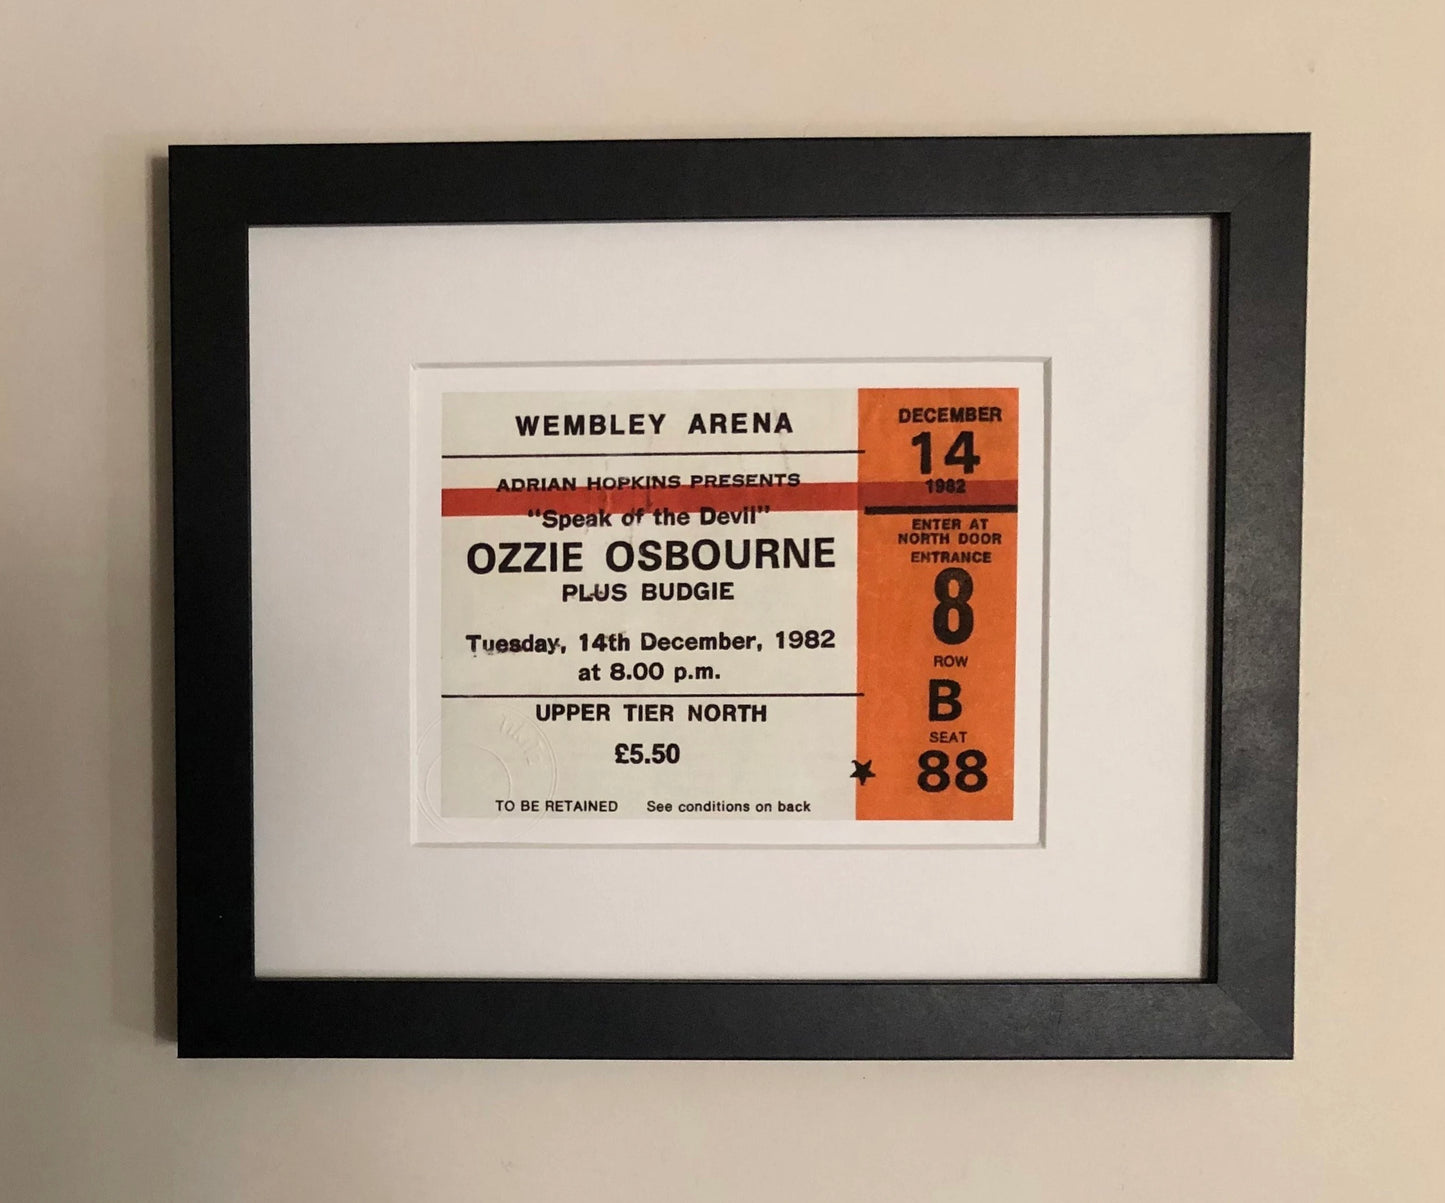 WEMBLEY ARENA
ADRIAN HOPKINS PRESENTS
"Speak of the Devil"
OZZIE OSBOURNE
PLUS BUDGIE
Tuesday, 14th December, 1982
at 8.00 p.m.
UPPER TIER NORTH
£5.50
TO BE RETAINED See conditions on back
DECEMBER
14
1982
ENTER AT
NORTH DOOR
ENTRANCE
8
ROW
B
SEAT
88